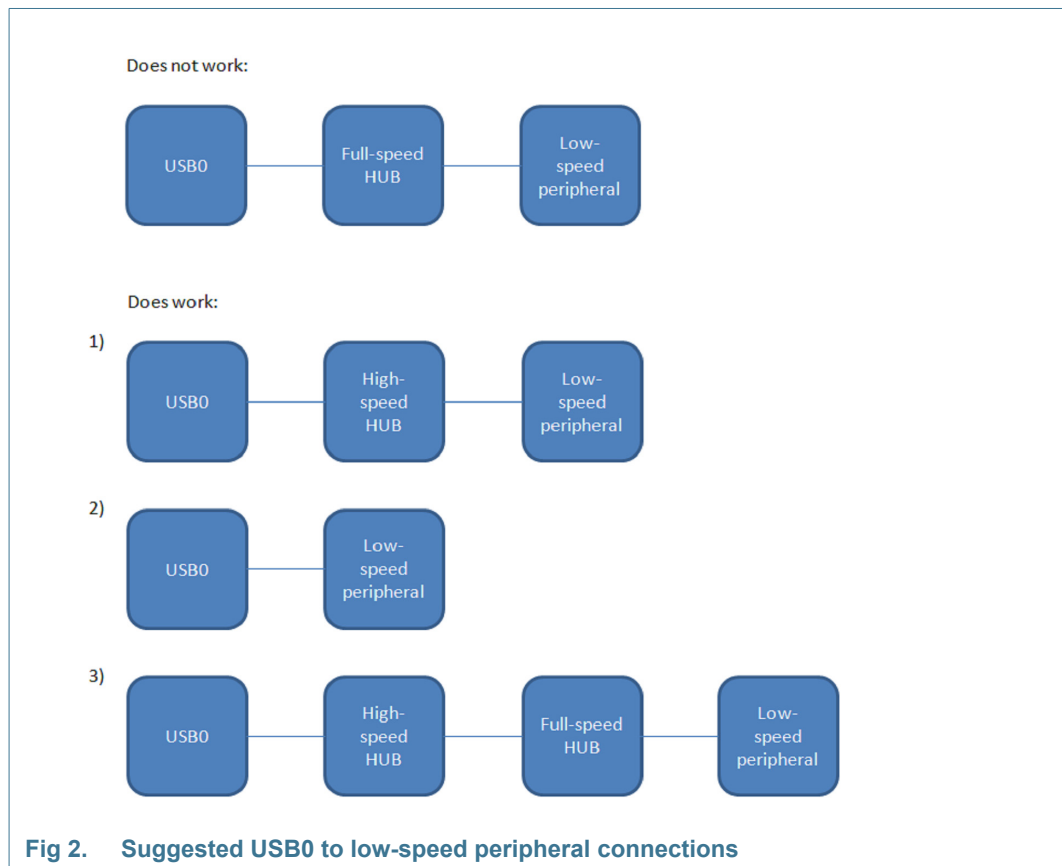 Does not work:
USB0
Full-speed
HUB
Low-
speed
peripheral
Does work:
1)
USB0
High-
speed
HUB
Low-
speed
peripheral
2)
USB0
Low-
speed
peripheral
3)
USB0
High-
speed
HUB
Full-speed
HUB
Low-
speed
peripheral
Fig 2. Suggested USB0 to low-speed peripheral connections